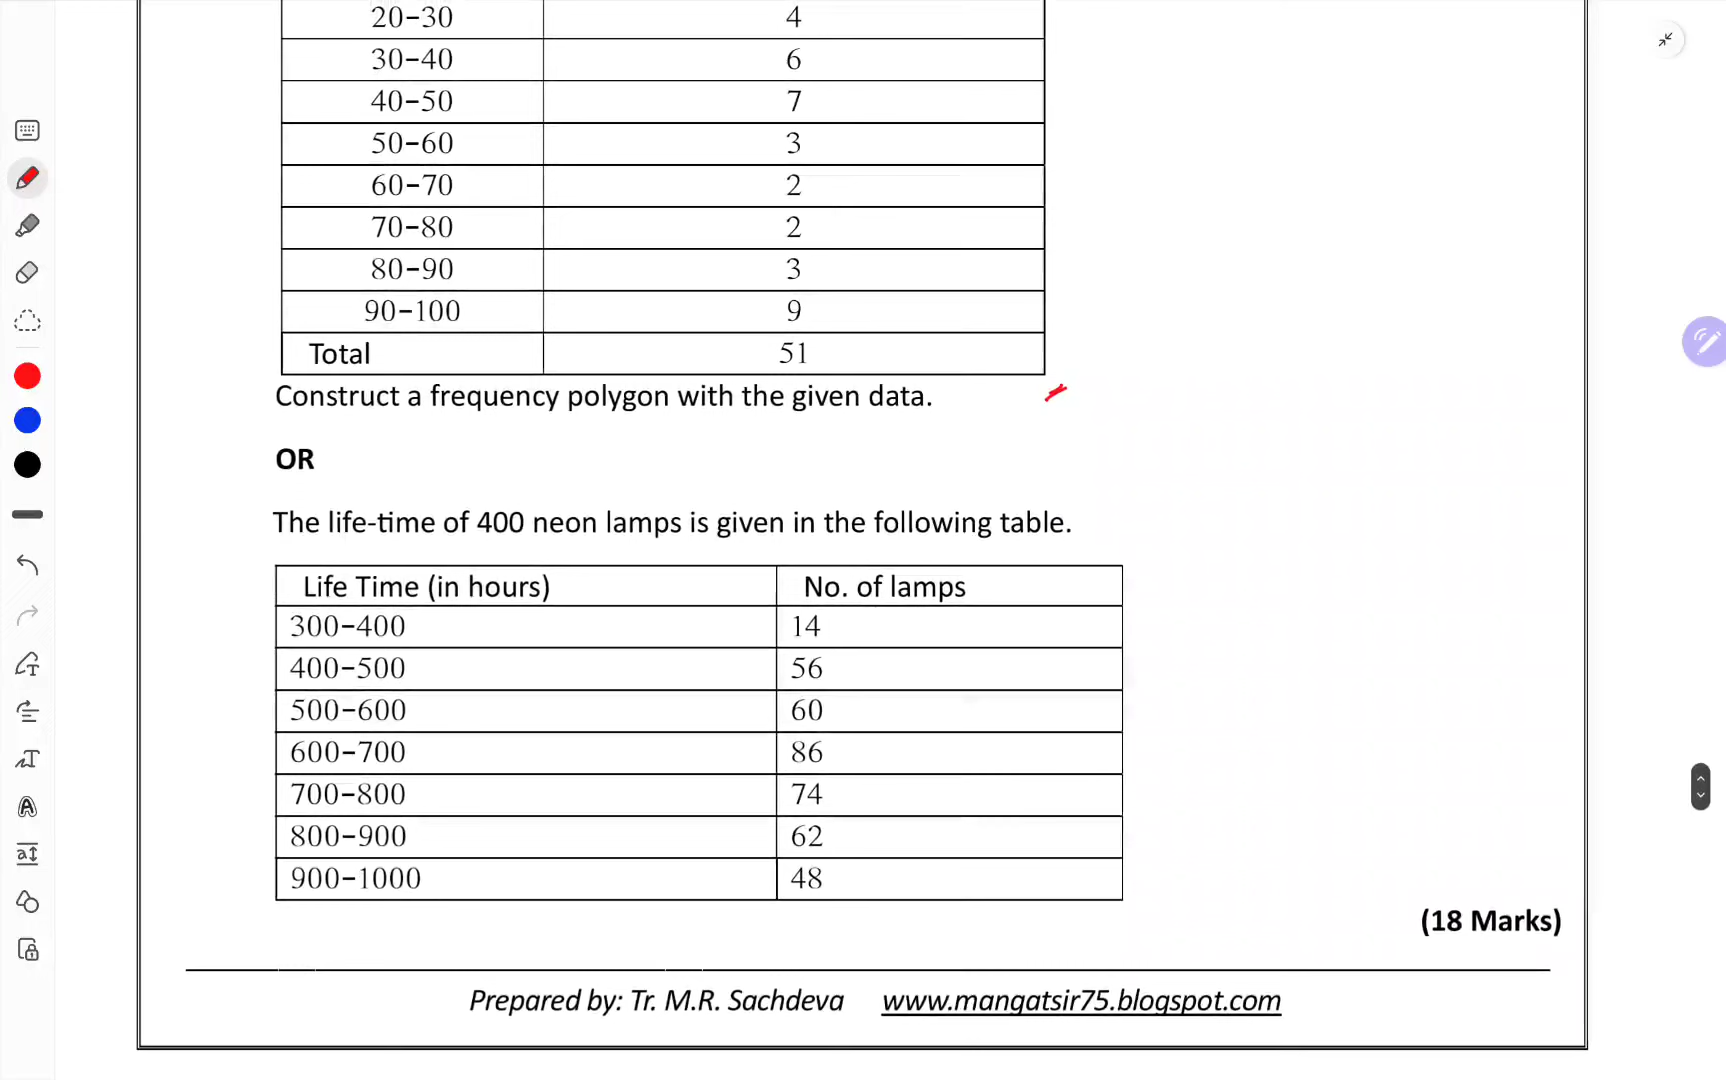 20-30 4
30-40 6
40-50 7
50-60 3
60-70 2
70-80 2
80-90 3
90-100 9
Total 51
Construct a frequency polygon with the given data.
OR
The life-time of 400 neon lamps is given in the following table.
Life Time (in hours) No. of lamps
300-400 14
400-500 56
500-600 60
600-700 86
700-800 74
800-900 62
900-1000 48
(18 Marks)
Prepared by: Tr. M.R. Sachdeva www.mangatsir75.blogspot.com